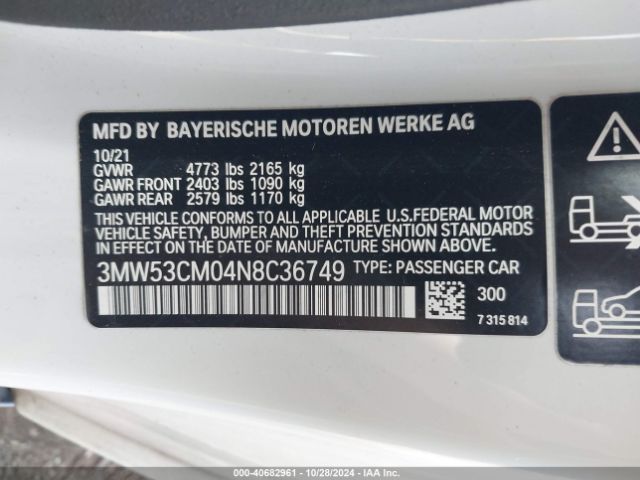 MFD BY BAYERISCHE MOTOREN WERKE AG
10/21
GVWR 4773 lbs 2165 kg
GAWR FRONT 2403 lbs 1090 kg
GAWR REAR 2579 lbs 1170 kg
THIS VEHICLE CONFORMS TO ALL APPLICABLE U.S.FEDERAL MOTOR
VEHICLE SAFETY, BUMPER AND THEFT PREVENTION STANDARDS
IN EFFECT ON THE DATE OF MANUFACTURE SHOWN ABOVE.
3MW53CM04N8C36749 TYPE: PASSENGER CAR
300
7 315 814
000-40682961 - 10/28/2024 - IAA Inc.